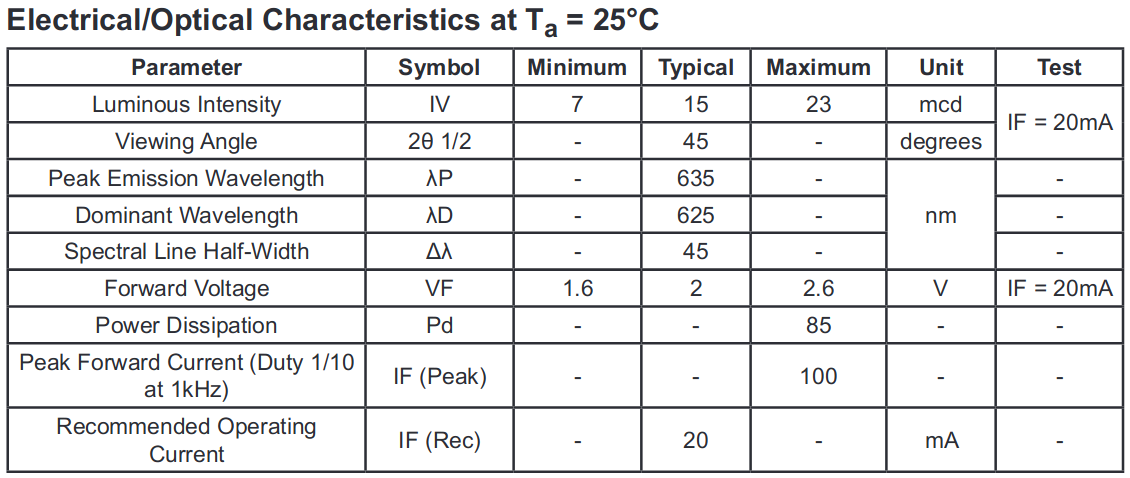 Electrical/Optical Characteristics at Ta = 25°C
Parameter Symbol Minimum Typical Maximum Unit Test
Luminous Intensity IV 7 15 23 mcd IF = 20mA
Viewing Angle 2θ 1/2 - 45 - degrees
Peak Emission Wavelength λP - 635 - nm -
Dominant Wavelength λD - 625 - -
Spectral Line Half-Width Δλ - 45 - -
Forward Voltage VF 1.6 2 2.6 V IF = 20mA
Power Dissipation Pd - - 85 - -
Peak Forward Current (Duty 1/10
at 1kHz) IF (Peak) - - 100 - -
Recommended Operating
Current IF (Rec) - 20 - mA -